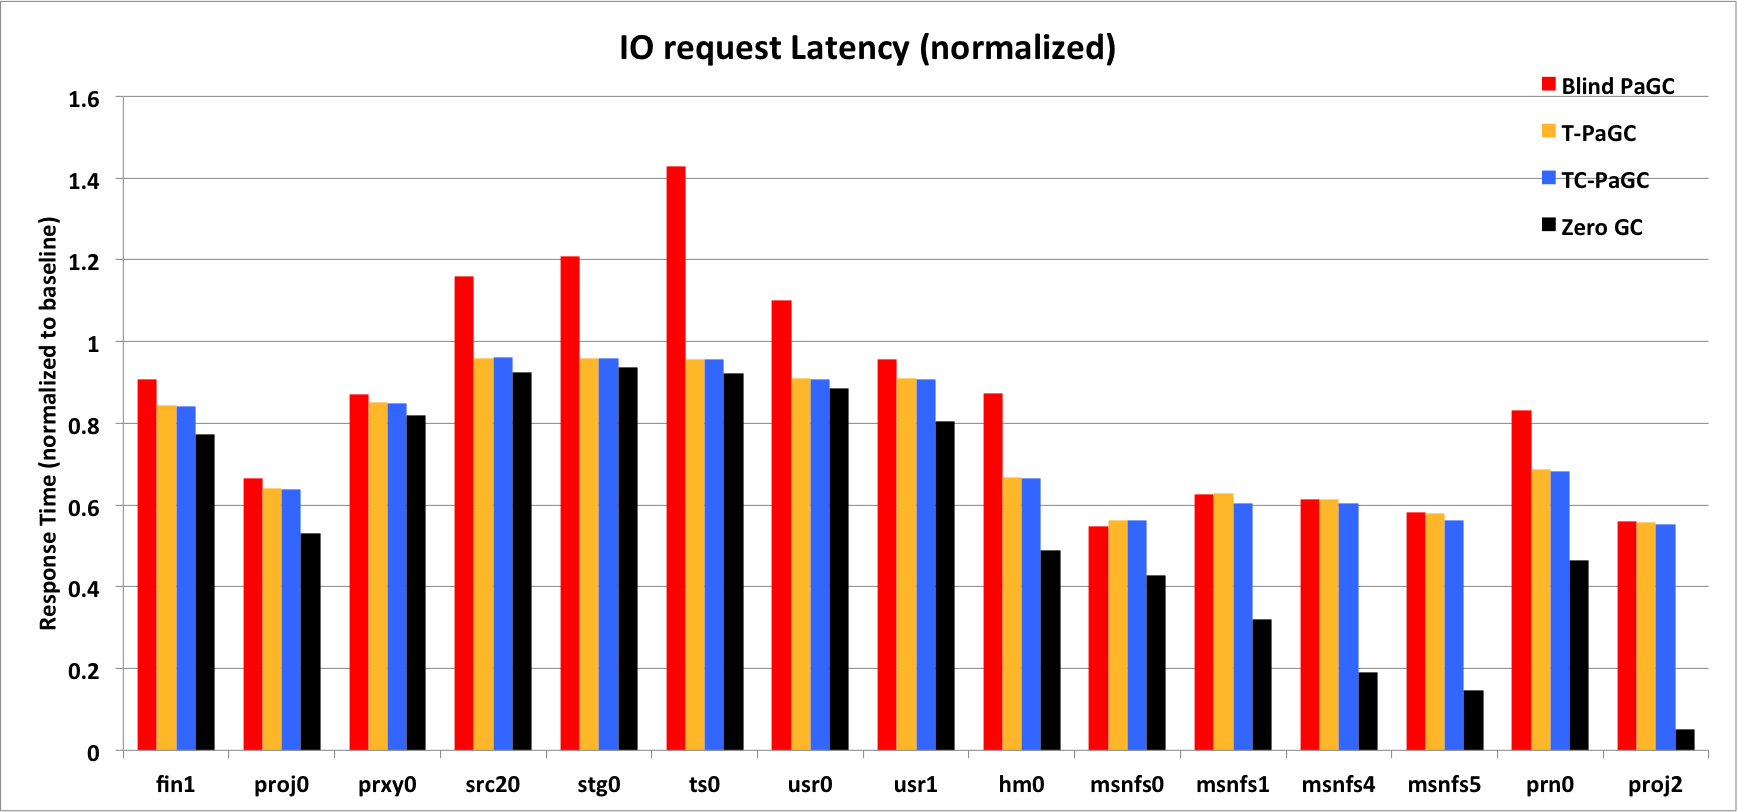 IO request Latency (normalized)
Blind PaGC
T-PaGC
TC-PaGC
Zero GC
Response Time (normalized to baseline)
1.6
1.4
1.2
1
0.8
0.6
0.4
0.2
0
fin1 proj0 prxy0 src20 stg0 ts0 usr0 usr1 hm0 msnfs0 msnfs1 msnfs4 msnfs5 prn0 proj2